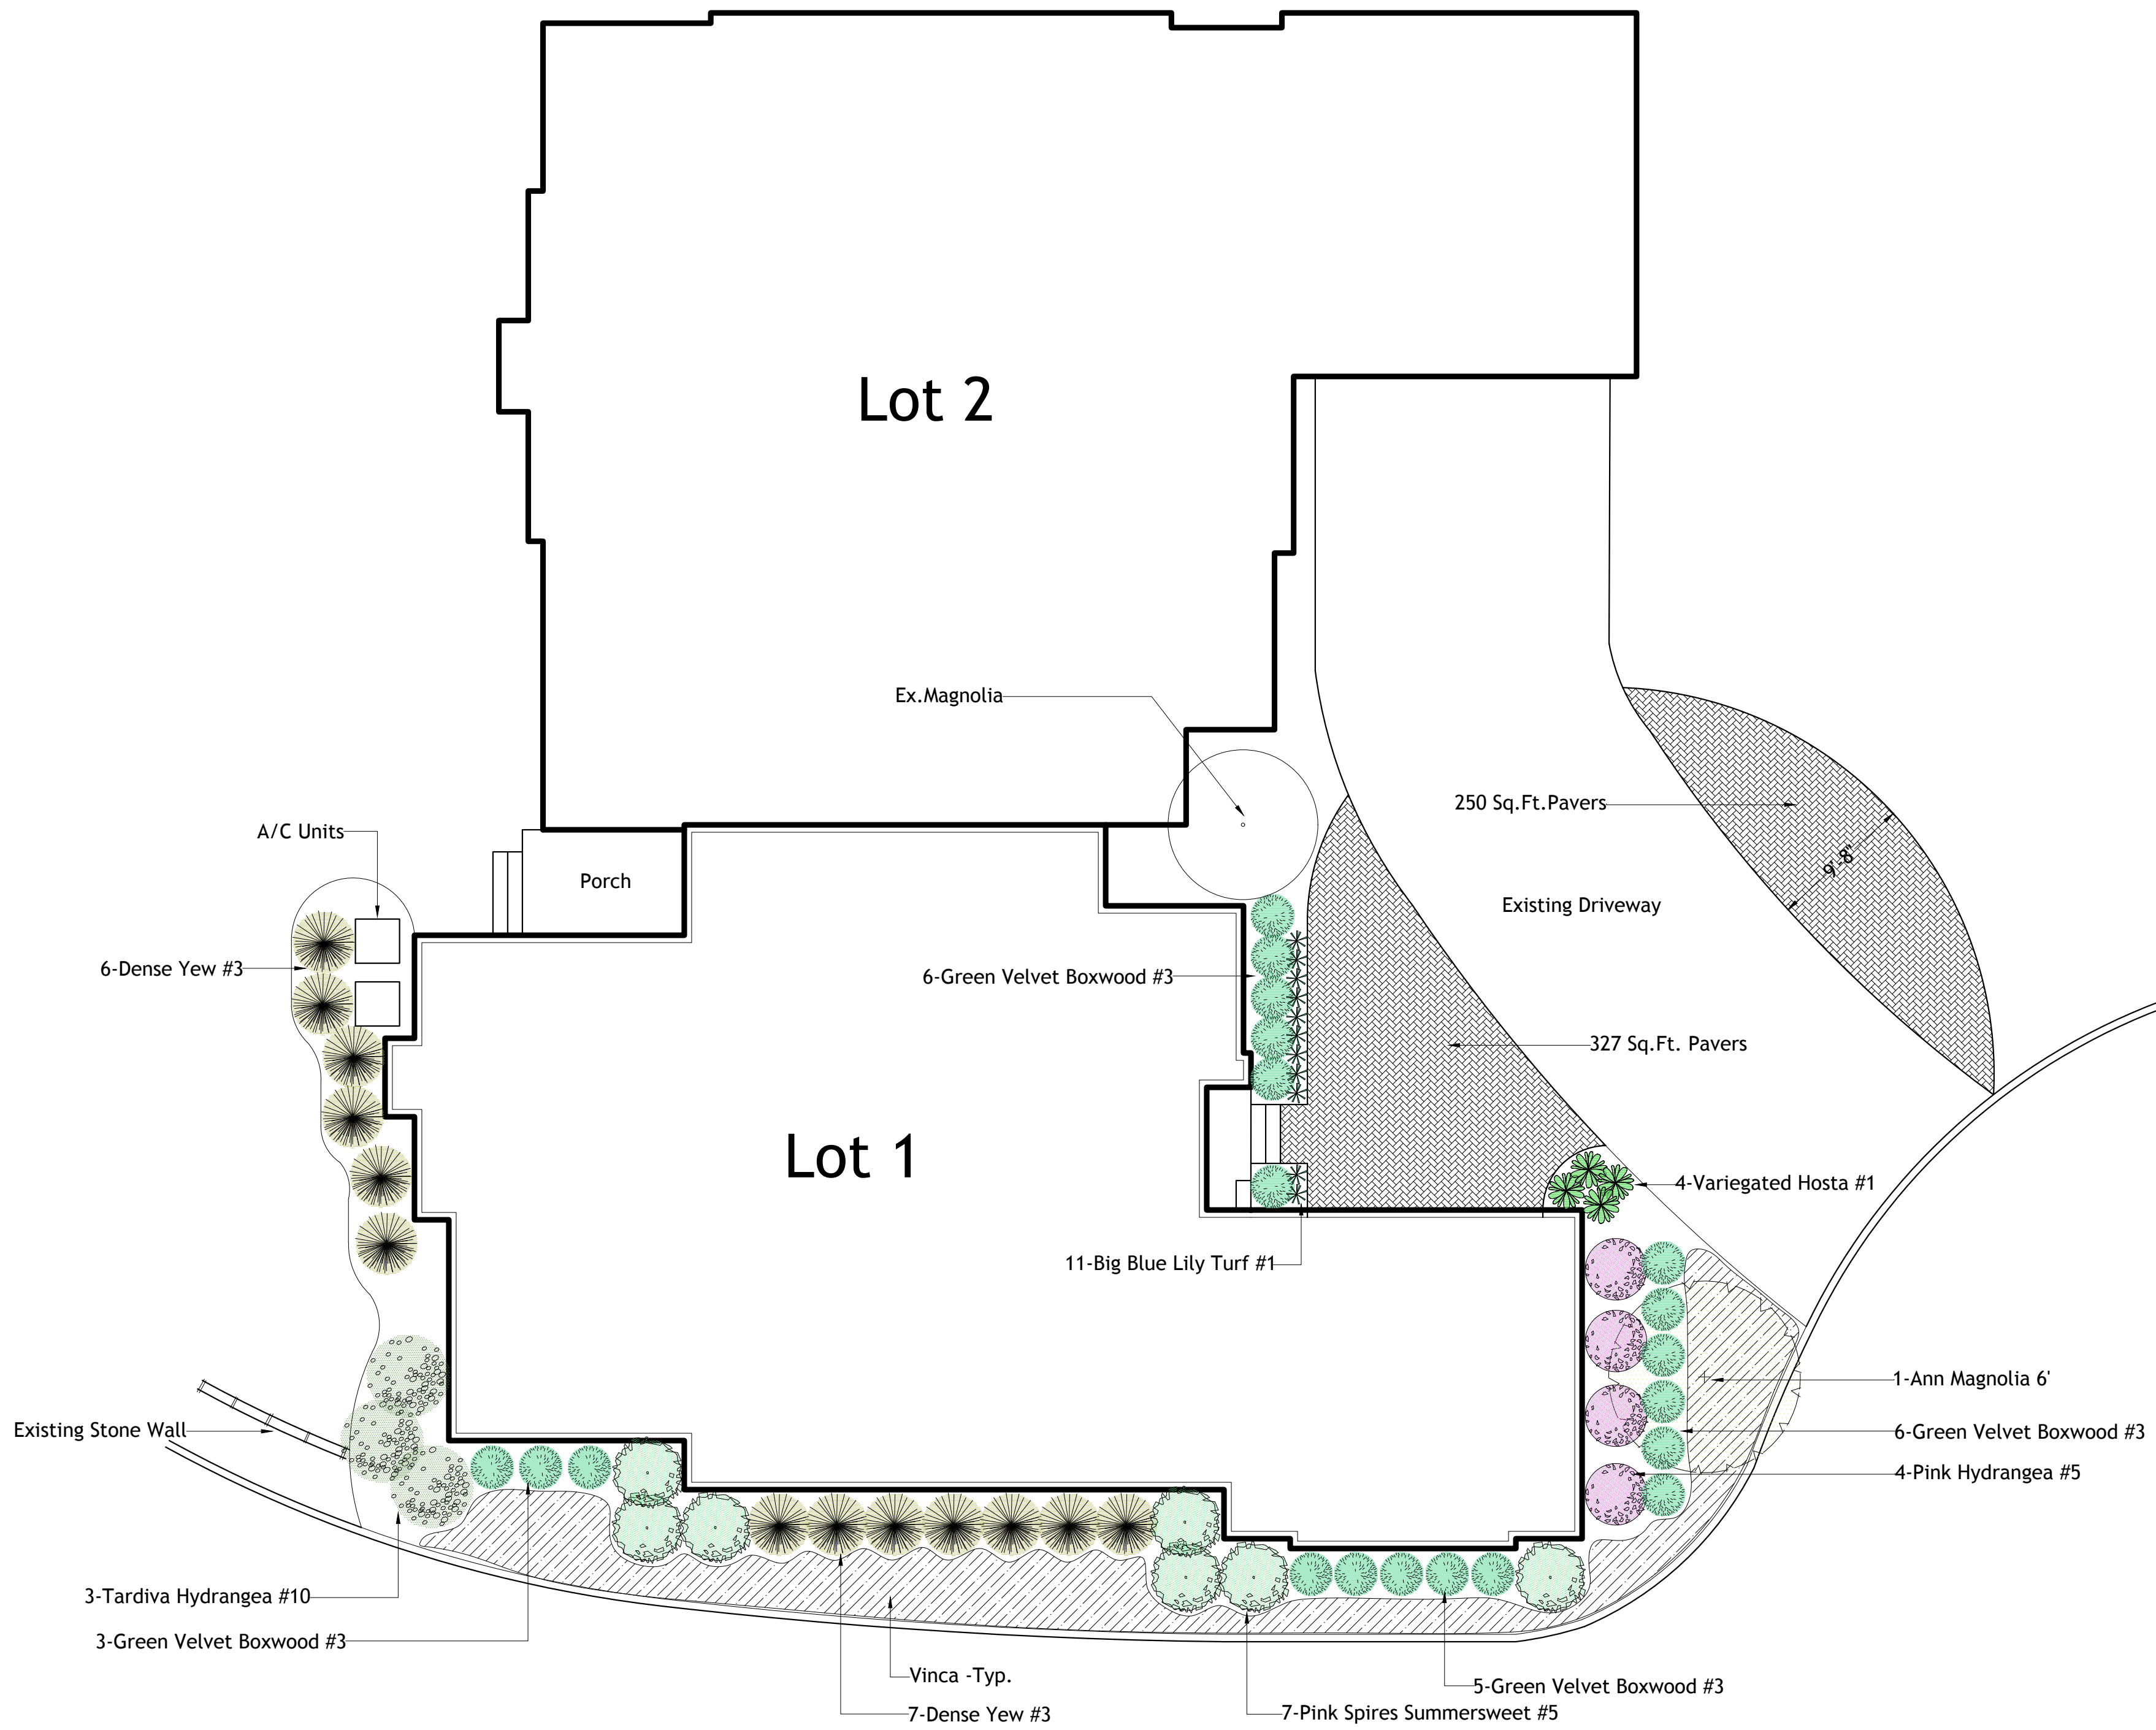 Lot 2
Ex.Magnolia
250 Sq.Ft.Pavers
A/C Units
9'-8"
Porch
Existing Driveway
6-Dense Yew #3
6-Green Velvet Boxwood #3
327 Sq.Ft. Pavers
Lot 1
4-Variegated Hosta #1
11-Big Blue Lily Turf #1
1-Ann Magnolia 6'
Existing Stone Wall
6-Green Velvet Boxwood #3
4-Pink Hydrangea #5
3-Tardiva Hydrangea #10
3-Green Velvet Boxwood #3
Vinca -Typ.
5-Green Velvet Boxwood #3
7-Dense Yew #3
7-Pink Spires Summersweet #5